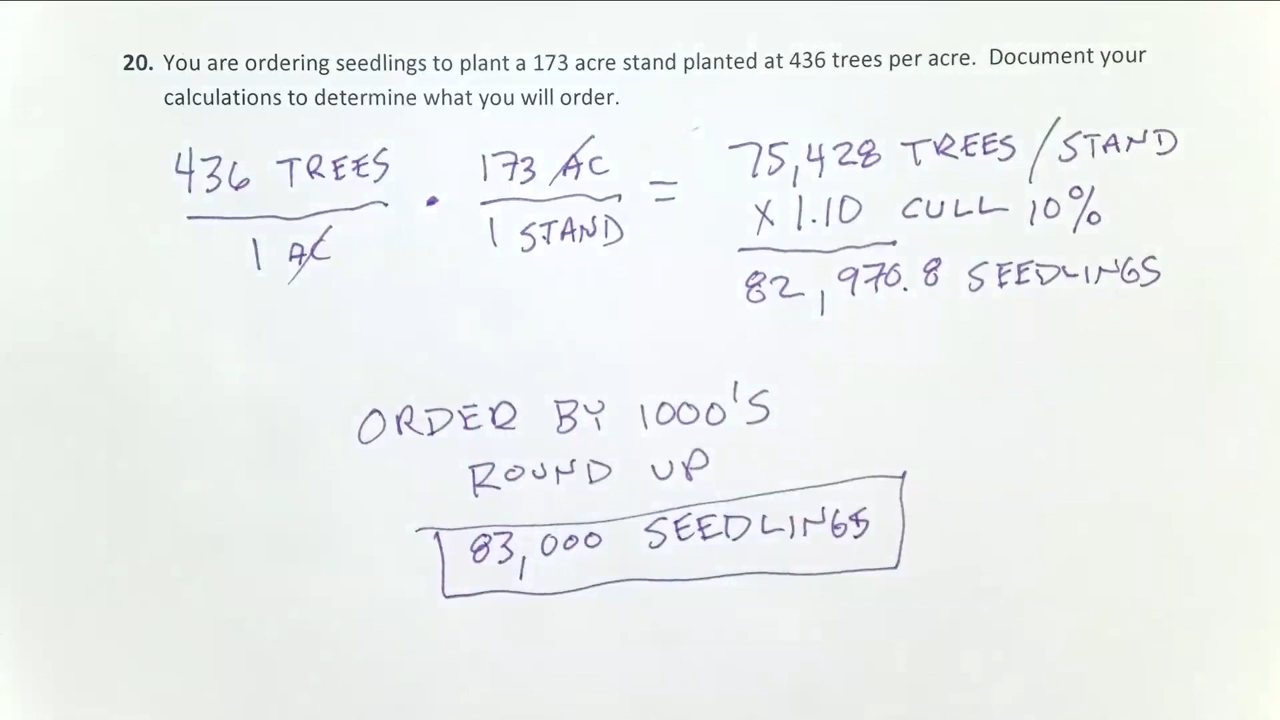 20. You are ordering seedlings to plant a 173 acre stand planted at 436 trees per acre. Document your
calculations to determine what you will order.
436 TREES
1 AC
·
173 AC
1 STAND
=
75,428 TREES / STAND
X 1.10 CULL 10%
82,970.8 SEEDLINGS
ORDER BY 1000'S
ROUND UP
83,000 SEEDLINGS